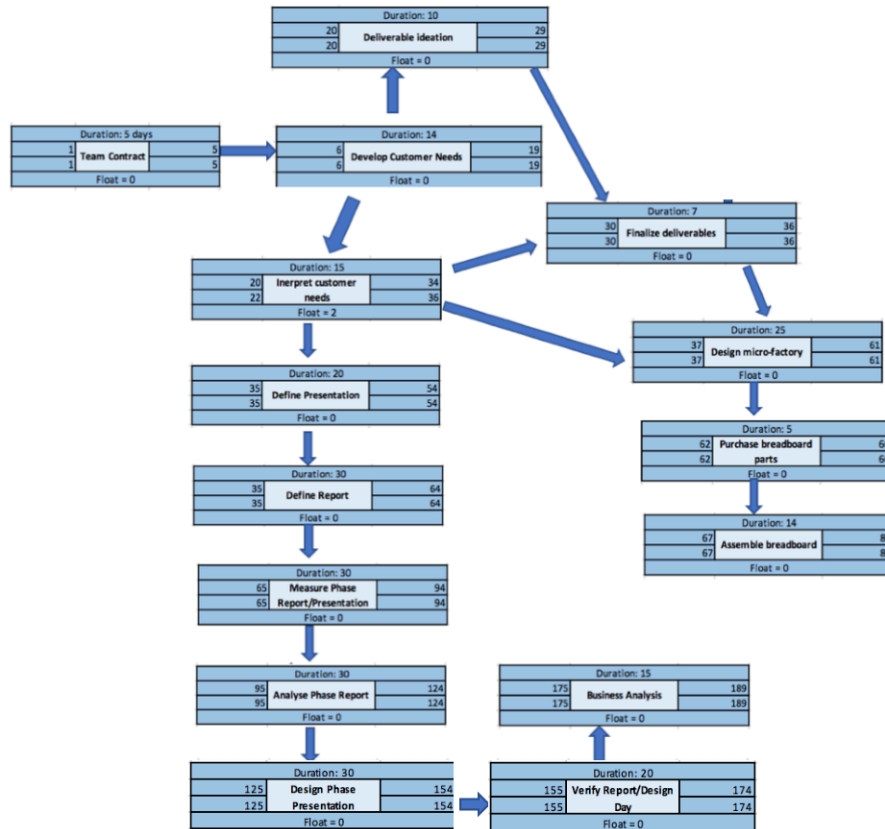 Duration: 10
20 Deliverable ideation 29
20 29
Float = 0
Duration: 5 days
1 Team Contract 5
1 5
Float = 0
Duration: 14
6 Develop Customer Needs 19
6 19
Float = 0
Duration: 7
30 Finalize deliverables 36
30 36
Float = 0
Duration: 15
20 Inerpret customer 34
22 needs 36
Float = 2
Duration: 25
37 Design micro-factory 61
37 61
Float = 0
Duration: 20
35 Define Presentation 54
35 54
Float = 0
Duration: 5
62 Purchase breadboard
62 parts
Float = 0
Duration: 30
35 Define Report 64
35 64
Float = 0
Duration: 14
67 Assemble breadboard
67
Float = 0
Duration: 30
65 Measure Phase 94
65 Report/Presentation 94
Float = 0
Duration: 30
95 Analyse Phase Report 124
95 124
Float = 0
Duration: 15
175 Business Analysis 189
175 189
Float = 0
Duration: 30
125 Design Phase 154
125 Presentation 154
Float = 0
Duration: 20
155 Verify Report/Design 174
155 Day 174
Float = 0